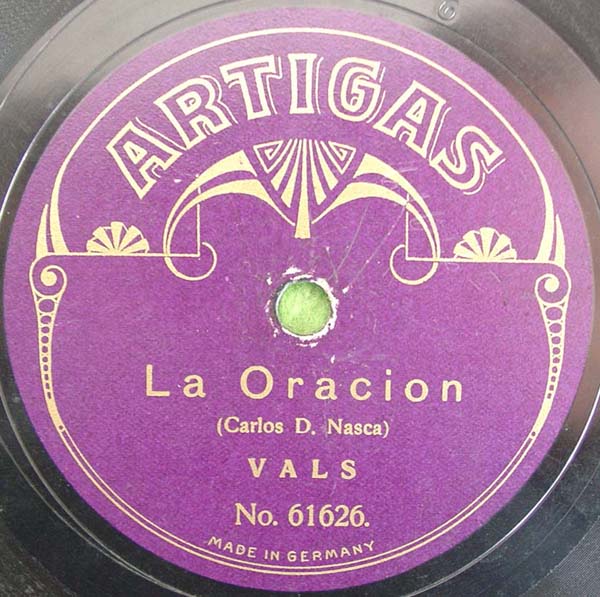 ARTIGAS
La Oracion
(Carlos D. Nasca)
VALS
No. 61626.
MADE IN GERMANY